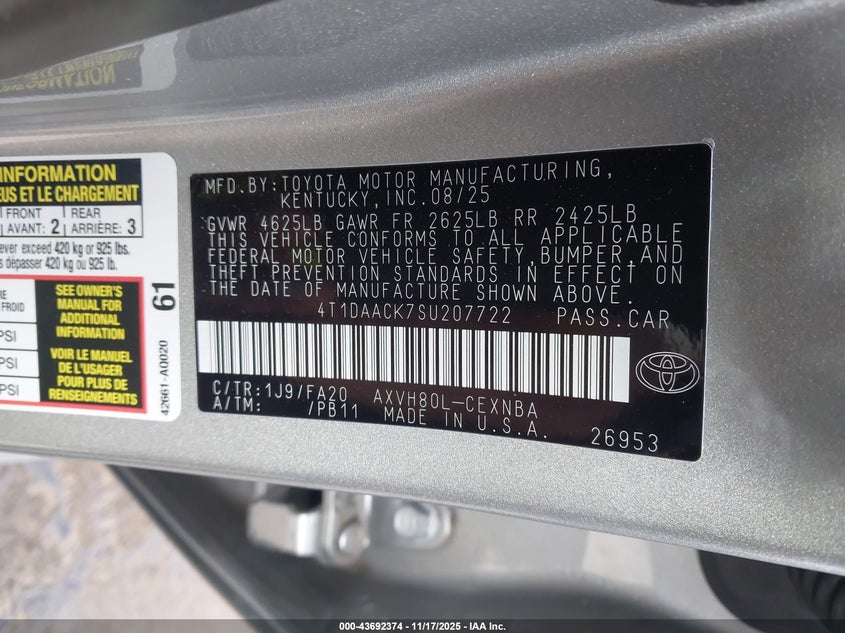 INFORMATION
EUS ET LE CHARGEMENT
FRONT REAR
AVANT: 2 ARRIÈRE: 3
ever exceed 420 kg or 925 lbs.
s dépasser 420 kg ou 925 lb.
RE
FROID
PSI
PSI
PSI
SEE OWNER'S
MANUAL FOR
ADDITIONAL
INFORMATION
VOIR LE MANUEL
DE L'USAGER
POUR PLUS DE
RENSEIGNEMENTS
61
42661-AQ020
MFD.BY:TOYOTA MOTOR MANUFACTURING,
KENTUCKY,INC.08/25
GVWR 4625LB GAWR FR 2625LB RR 2425LB
THIS VEHICLE CONFORMS TO ALL APPLICABLE
FEDERAL MOTOR VEHICLE SAFETY,BUMPER,AND
THEFT PREVENTION STANDARDS IN EFFECT ON
THE DATE OF MANUFACTURE SHOWN ABOVE.
4T1DAACK7SU207722 PASS.CAR
C/TR:1J9/FA20 AXVH80L-CEXNBA
A/TM: /PB11 MADE IN U.S.A.
26953
000-43692374 | 11/17/2025 - IAA Inc.